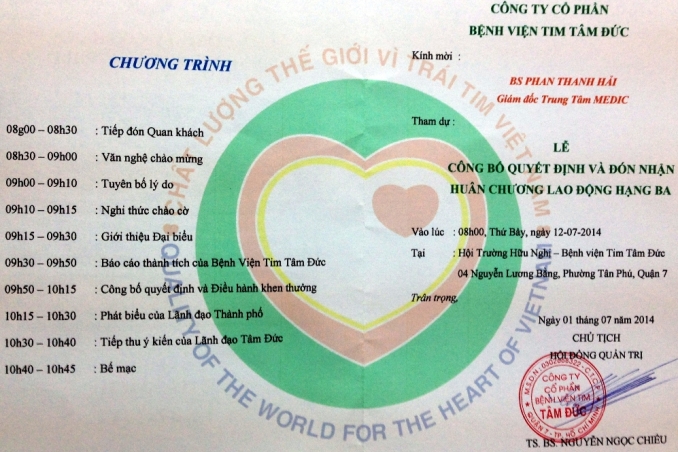 CHƯƠNG TRÌNH
08g00 – 08h30 : Tiếp đón Quan khách
08h30 – 09h00 : Văn nghệ chào mừng
09h00 – 09h10 : Tuyên bố lý do
09h10 – 09h15 : Nghi thức chào cờ
09h15 – 09h30 : Giới thiệu Đại biểu
09h30 – 09h50 : Báo cáo thành tích của Bệnh Viện Tim Tâm Đức
09h50 – 10h15 : Công bố quyết định và Điều hành khen thưởng
10h15 – 10h30 : Phát biểu của Lãnh đạo Thành phố
10h30 – 10h40 : Tiếp thu ý kiến của Lãnh đạo Tâm Đức
10h40 – 10h45 : Bế mạc
CÔNG TY CỔ PHẦN
BỆNH VIỆN TIM TÂM ĐỨC
Kính mời :
BS PHAN THANH HẢI
Giám đốc Trung Tâm MEDIC
Tham dự :
LỄ
CÔNG BỐ QUYẾT ĐỊNH VÀ ĐÓN NHẬN
HUÂN CHƯƠNG LAO ĐỘNG HẠNG BA
Vào lúc : 08h00, Thứ Bảy, ngày 12-07-2014
Tại : Hội Trường Hữu Nghị – Bệnh viện Tim Tâm Đức
04 Nguyễn Lương Bằng, Phường Tân Phú, Quận 7
Trân trọng,
Ngày 01 tháng 07 năm 2014
CHỦ TỊCH
HỘI ĐỒNG QUẢN TRỊ
CÔNG TY
CỔ PHẦN
BỆNH VIỆN TIM
TÂM ĐỨC
QUẬN 7 - TP. HỒ CHÍ MINH
TS. BS. NGUYỄN NGỌC CHIẾU
CHẤT LƯỢNG THẾ GIỚI VÌ TRÁI TIM VIỆT NAM
QUALITY OF THE WORLD FOR THE HEART OF VIETNAM